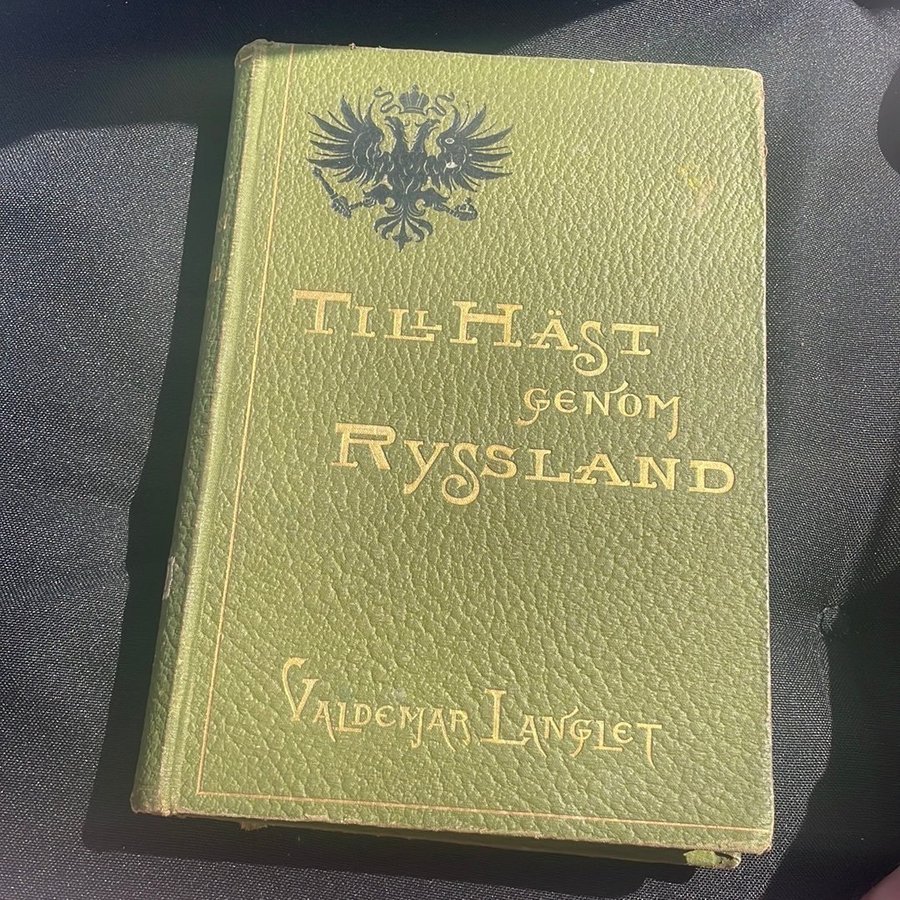 TILL HÄST
GENOM
RYSSLAND
VALDEMAR LANGLET